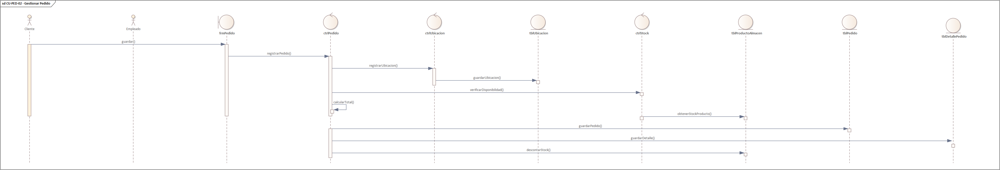 sd CU-PED-02 - Gestionar Pedido
Cliente
Empleado
frmPedido
ctrlPedido
ctrlUbicacion
tblUbicacion
ctrlStock
tblProductoAlmacen
tblPedido
tblDetallePedido
guardar()
registrarPedido()
registrarUbicacion()
guardarUbicacion()
verificarDisponibilidad()
calcularTotal()
obtenerStockProducto()
guardarPedido()
guardarDetalle()
descontarStock()